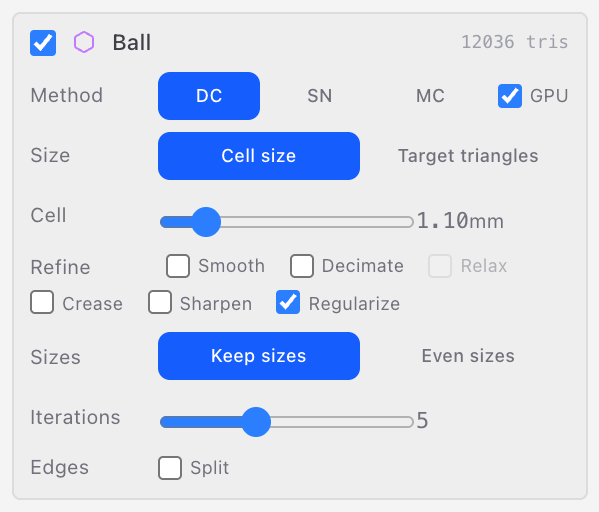 Ball 12036 tris
Method DC SN MC GPU
Size Cell size Target triangles
Cell 1.10mm
Refine Smooth Decimate Relax
Crease Sharpen Regularize
Sizes Keep sizes Even sizes
Iterations 5
Edges Split